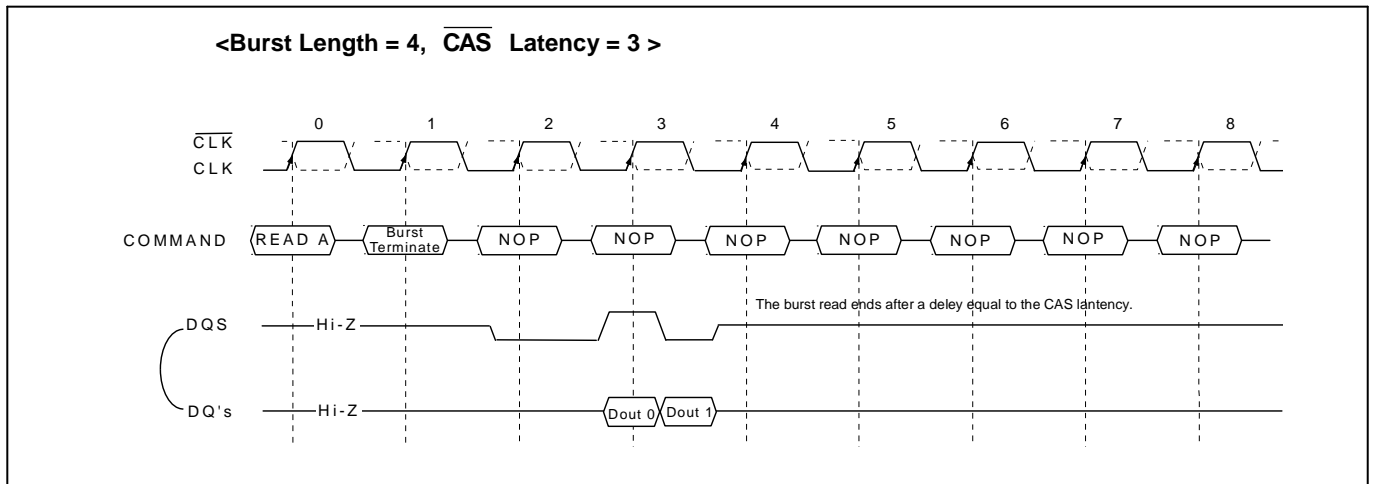 <Burst Length = 4, CAS Latency = 3 >
0 1 2 3 4 5 6 7 8
CLK
CLK
COMMAND READ A Burst Terminate NOP NOP NOP NOP NOP NOP NOP
The burst read ends after a deley equal to the CAS lantency.
DQS Hi-Z
DQ's Hi-Z Dout 0 Dout 1